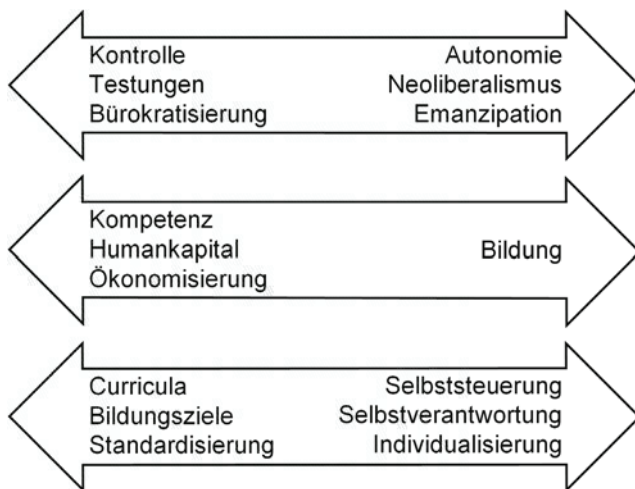 Kontrolle Autonomie
Testungen Neoliberalismus
Bürokratisierung Emanzipation
Kompetenz
Humankapital Bildung
Ökonomisierung
Curricula Selbststeuerung
Bildungsziele Selbstverantwortung
Standardisierung Individualisierung